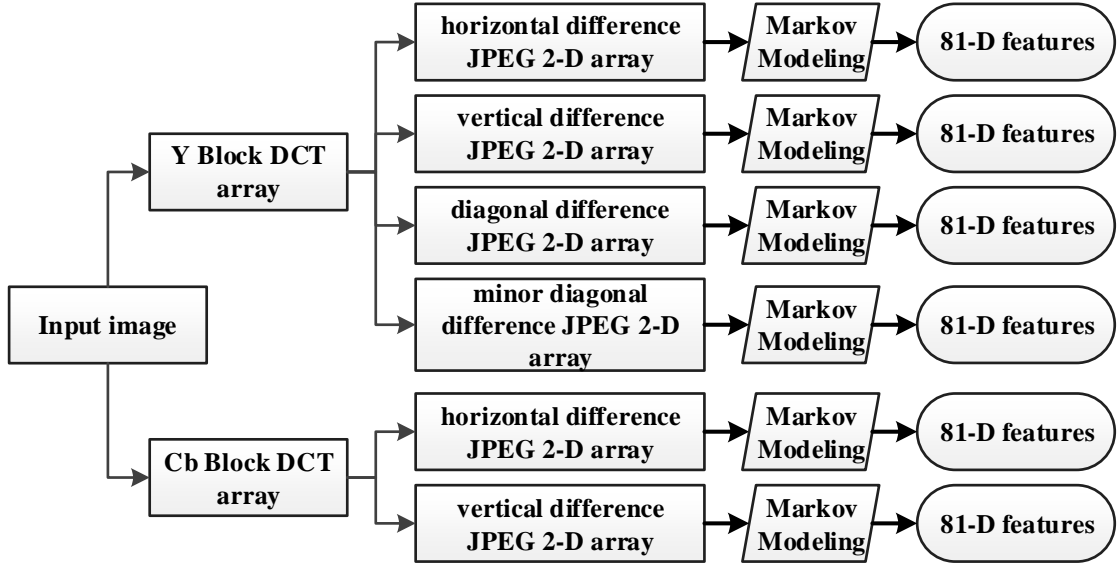 Input image
Y Block DCT
array
horizontal difference
JPEG 2-D array
Markov
Modeling
81-D features
vertical difference
JPEG 2-D array
Markov
Modeling
81-D features
diagonal difference
JPEG 2-D array
Markov
Modeling
81-D features
minor diagonal
difference JPEG 2-D
array
Markov
Modeling
81-D features
Cb Block DCT
array
horizontal difference
JPEG 2-D array
Markov
Modeling
81-D features
vertical difference
JPEG 2-D array
Markov
Modeling
81-D features